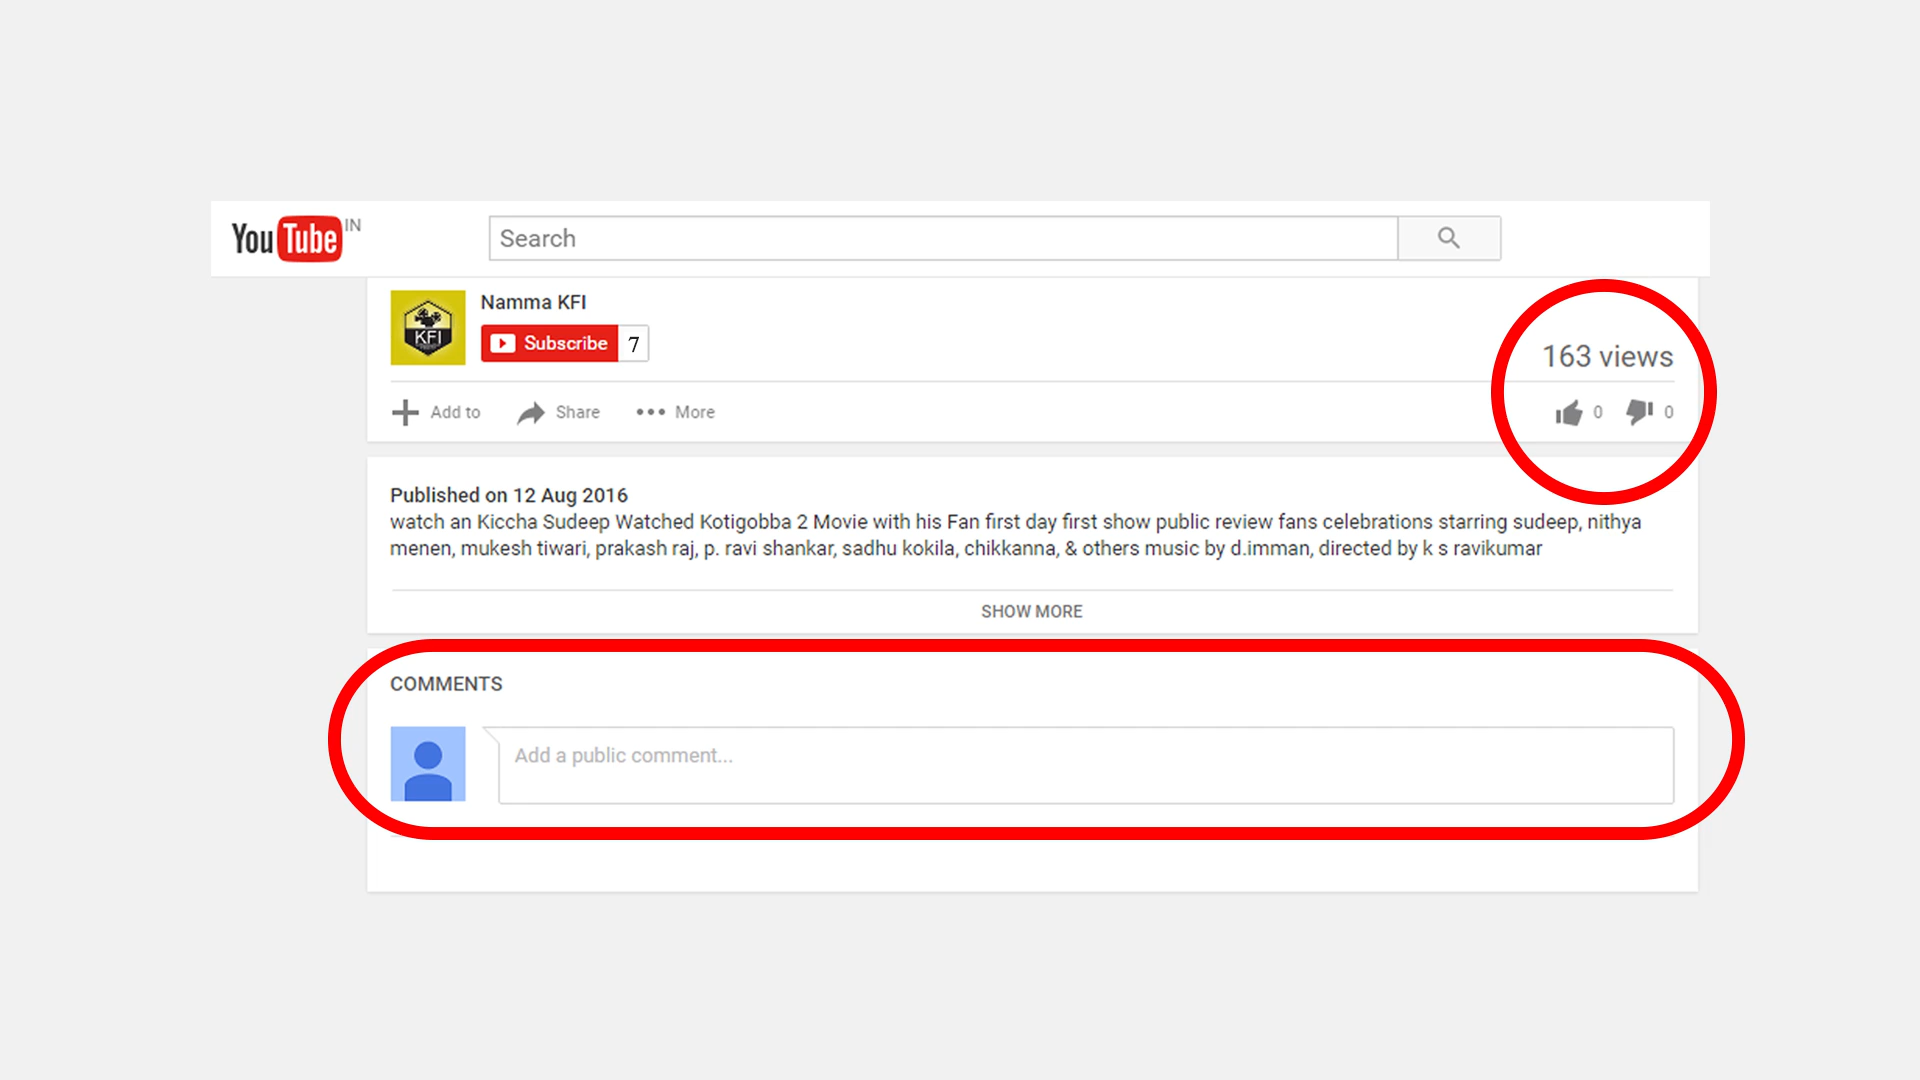 YouTube IN
Search
Namma KFI
KFI
Subscribe 7
163 views
Add to Share More 0 0
Published on 12 Aug 2016
watch an Kiccha Sudeep Watched Kotigobba 2 Movie with his Fan first day first show public review fans celebrations starring sudeep, nithya
menen, mukesh tiwari, prakash raj, p. ravi shankar, sadhu kokila, chikkanna, & others music by d.imman, directed by k s ravikumar
SHOW MORE
COMMENTS
Add a public comment...